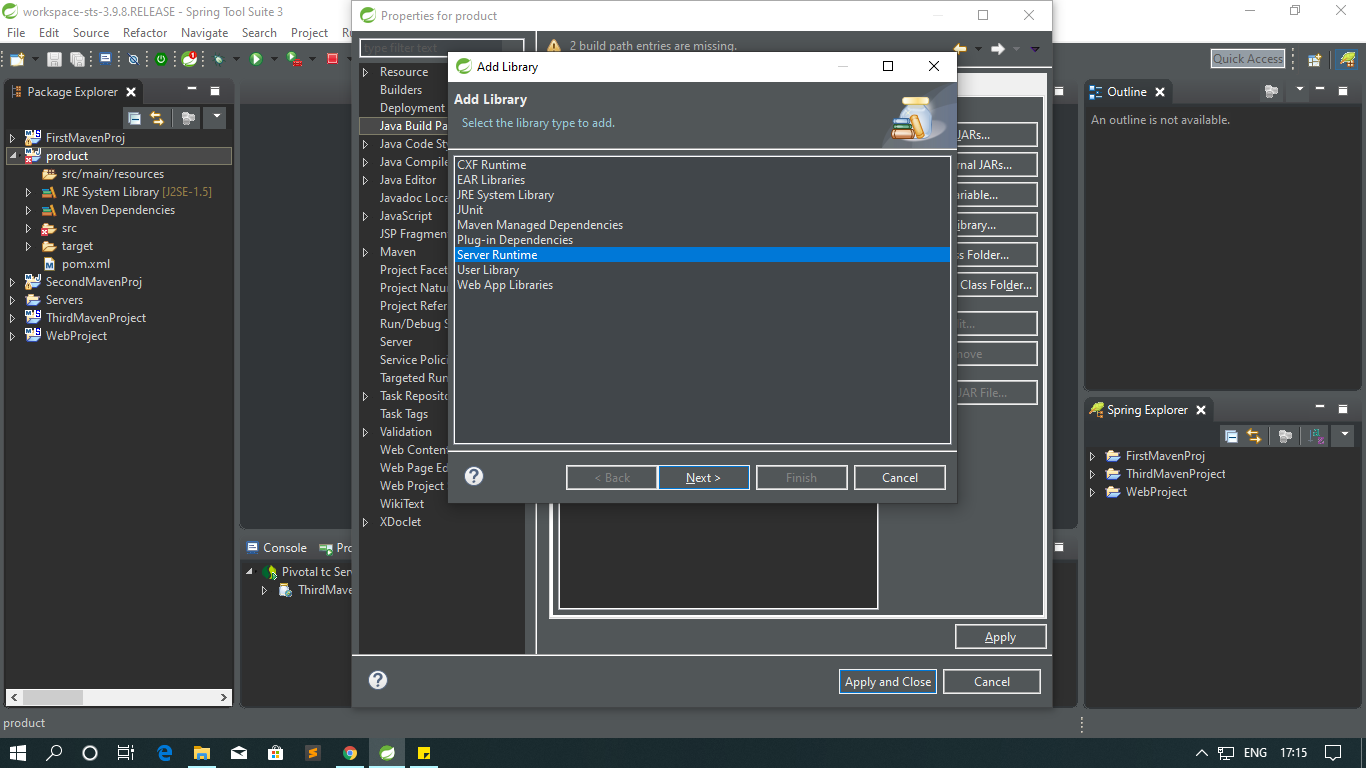 workspace-sts-3.9.8.RELEASE - Spring Tool Suite 3
File Edit Source Refactor Navigate Search Project
Quick Access
Package Explorer
FirstMavenProj
product
src/main/resources
JRE System Library [J2SE-1.5]
Maven Dependencies
src
target
pom.xml
SecondMavenProj
Servers
ThirdMavenProject
WebProject
Properties for product
type filter text
2 build path entries are missing.
Resource
Builders
Deployment
Java Build Pa
Java Code Sty
Java Compile
Java Editor
Javadoc Loca
JavaScript
JSP Fragmen
Maven
Project Facet
Project Natur
Project Refer
Run/Debug S
Server
Service Polici
Targeted Run
Task Reposito
Task Tags
Validation
Web Conten
Web Page Ed
Web Project
WikiText
XDoclet
Add Library
Add Library
Select the library type to add.
CXF Runtime
EAR Libraries
JRE System Library
JUnit
Maven Managed Dependencies
Plug-in Dependencies
Server Runtime
User Library
Web App Libraries
< Back
Next >
Finish
Cancel
JARs...
rnal JARs...
ariable...
ibrary...
ss Folder...
Class Folder...
it...
move
JAR File...
Apply
Apply and Close
Cancel
Console
Pro
Pivotal tc Serv
ThirdMave
Outline
An outline is not available.
Spring Explorer
FirstMavenProj
ThirdMavenProject
WebProject
product
ENG
17:15